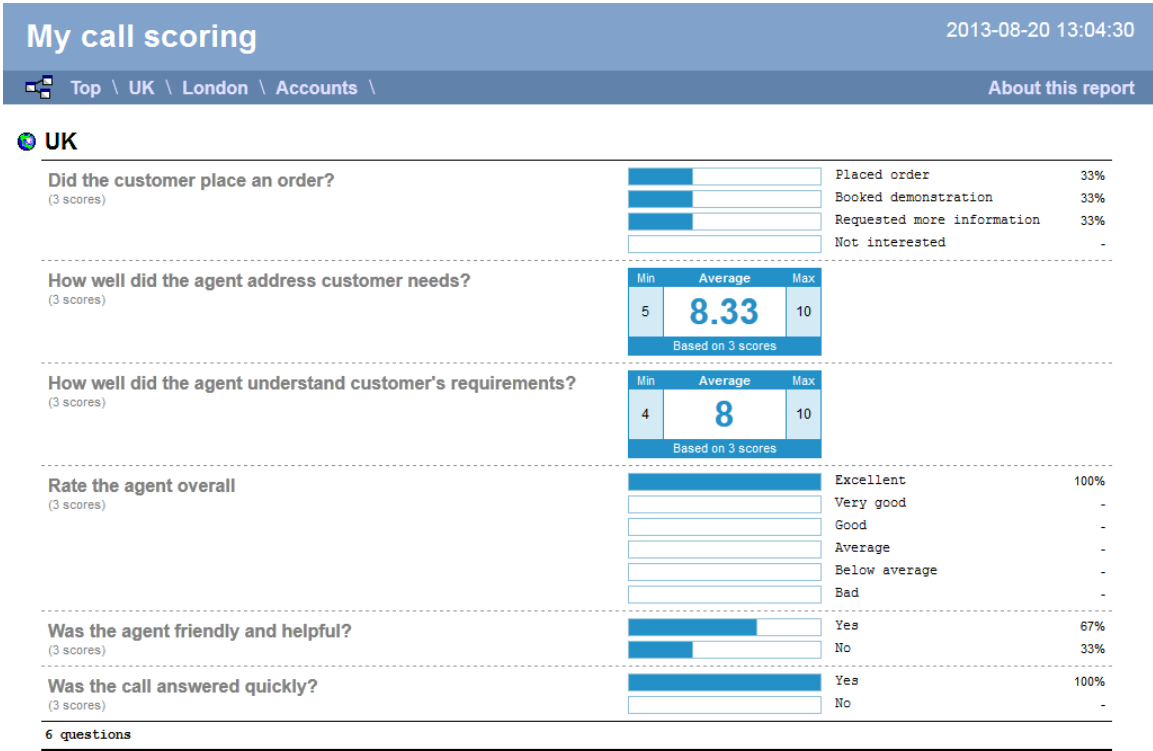 My call scoring 2013-08-20 13:04:30
Top \ UK \ London \ Accounts \ About this report
UK
Did the customer place an order?
(3 scores)
Placed order 33%
Booked demonstration 33%
Requested more information 33%
Not interested -
How well did the agent address customer needs?
(3 scores)
Min Average Max
5 8.33 10
Based on 3 scores
How well did the agent understand customer's requirements?
(3 scores)
Min Average Max
4 8 10
Based on 3 scores
Rate the agent overall
(3 scores)
Excellent 100%
Very good -
Good -
Average -
Below average -
Bad -
Was the agent friendly and helpful?
(3 scores)
Yes 67%
No 33%
Was the call answered quickly?
(3 scores)
Yes 100%
No -
6 questions